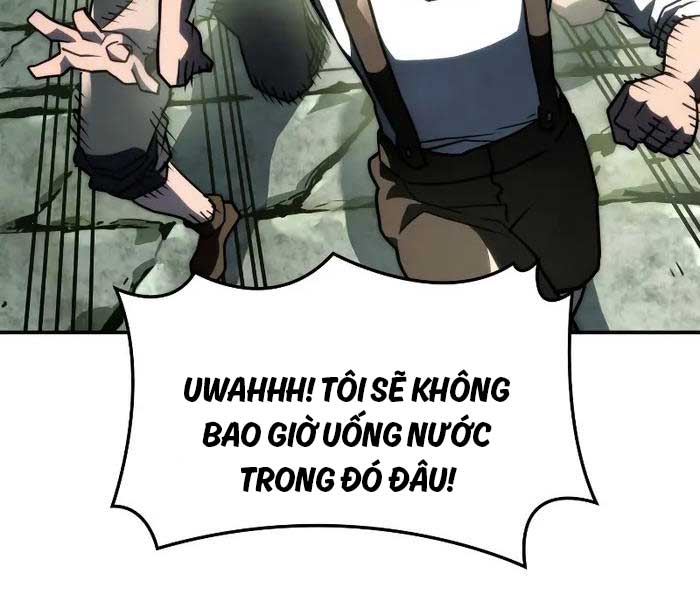 UWAHHH! TÔI SẼ KHÔNG
BAO GIỜ UỐNG NƯỚC
TRONG ĐÓ ĐÂU!